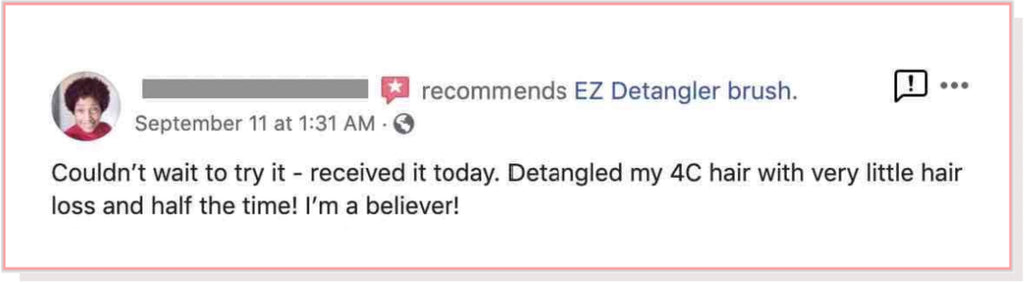 recommends EZ Detangler brush.
September 11 at 1:31 AM ·
Couldn't wait to try it - received it today. Detangled my 4C hair with very little hair
loss and half the time! I'm a believer!